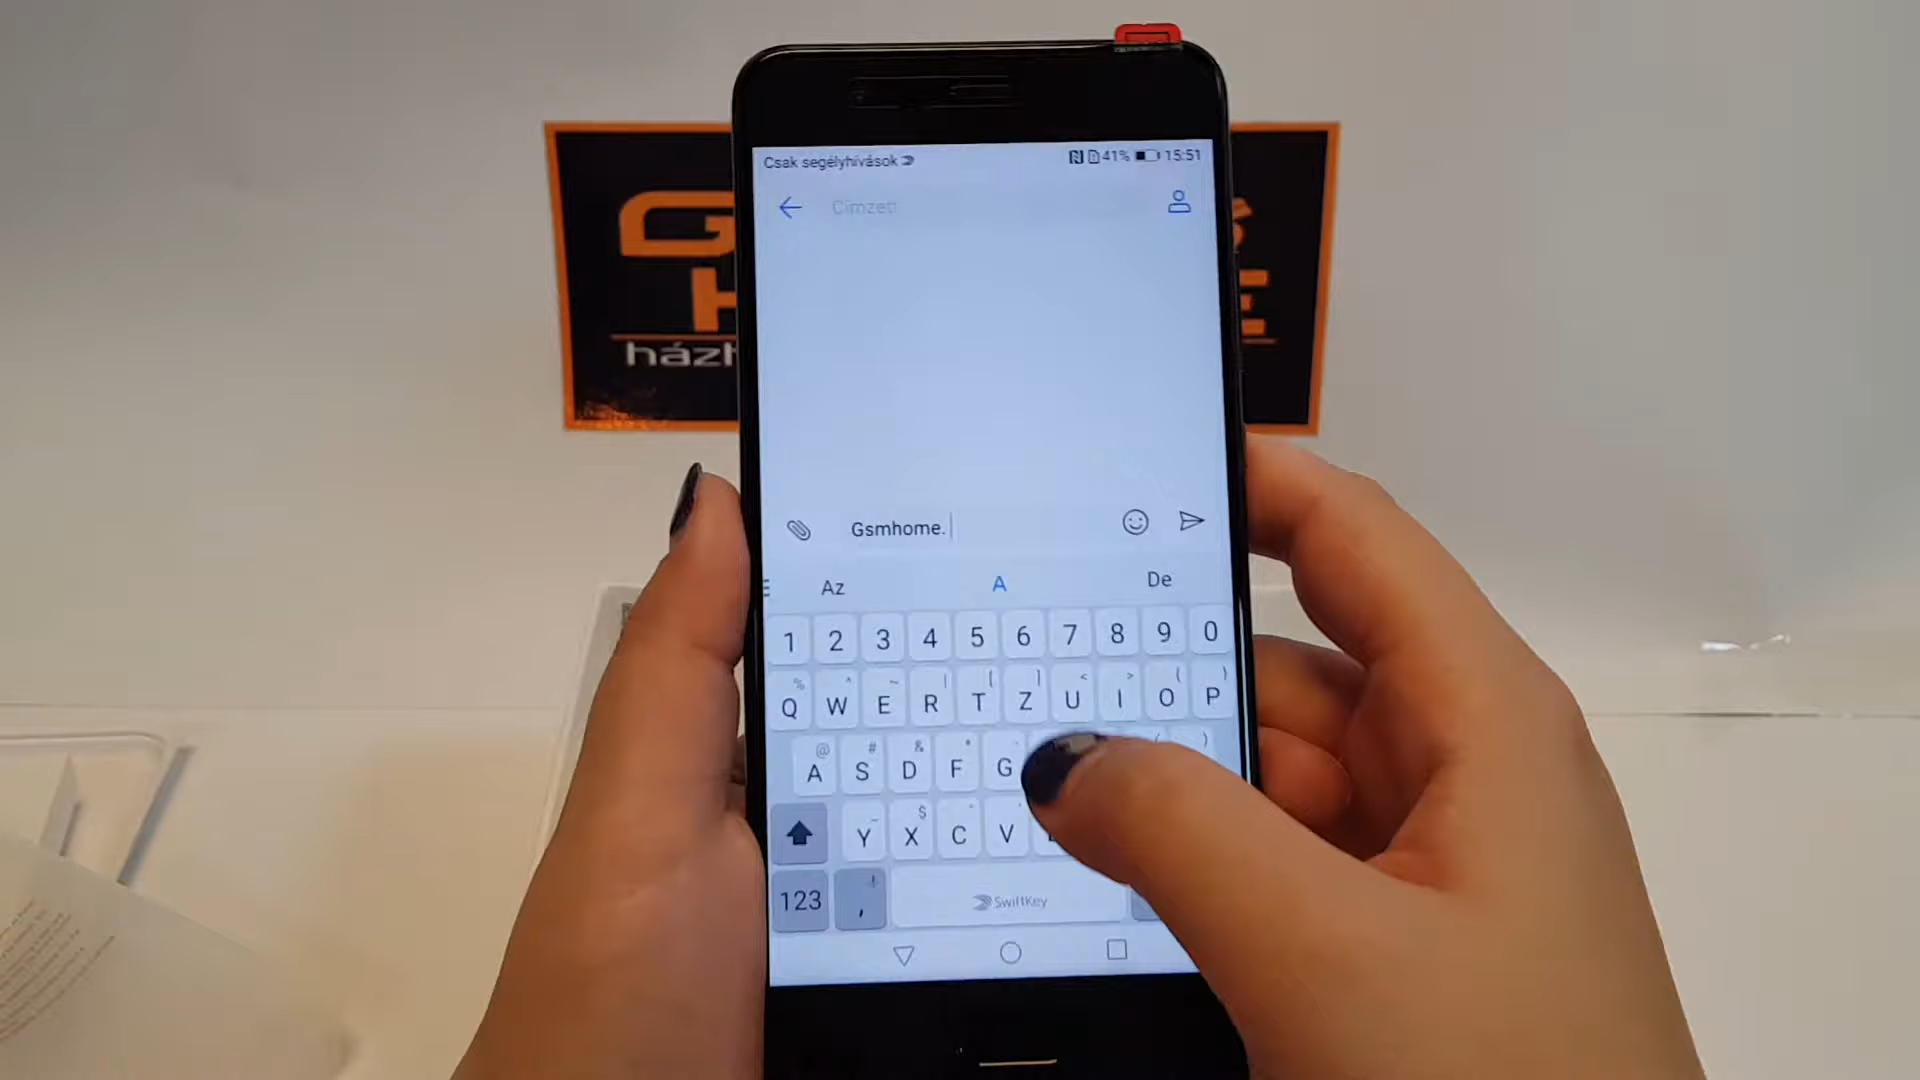 Csak segélyhívások 41% 15:51
Címzett
házh
Gsmhome.
Az A De
1 2 3 4 5 6 7 8 9 0
Q W E R T Z U I O P
A S D F G
Y X C V
123 , SwiftKey